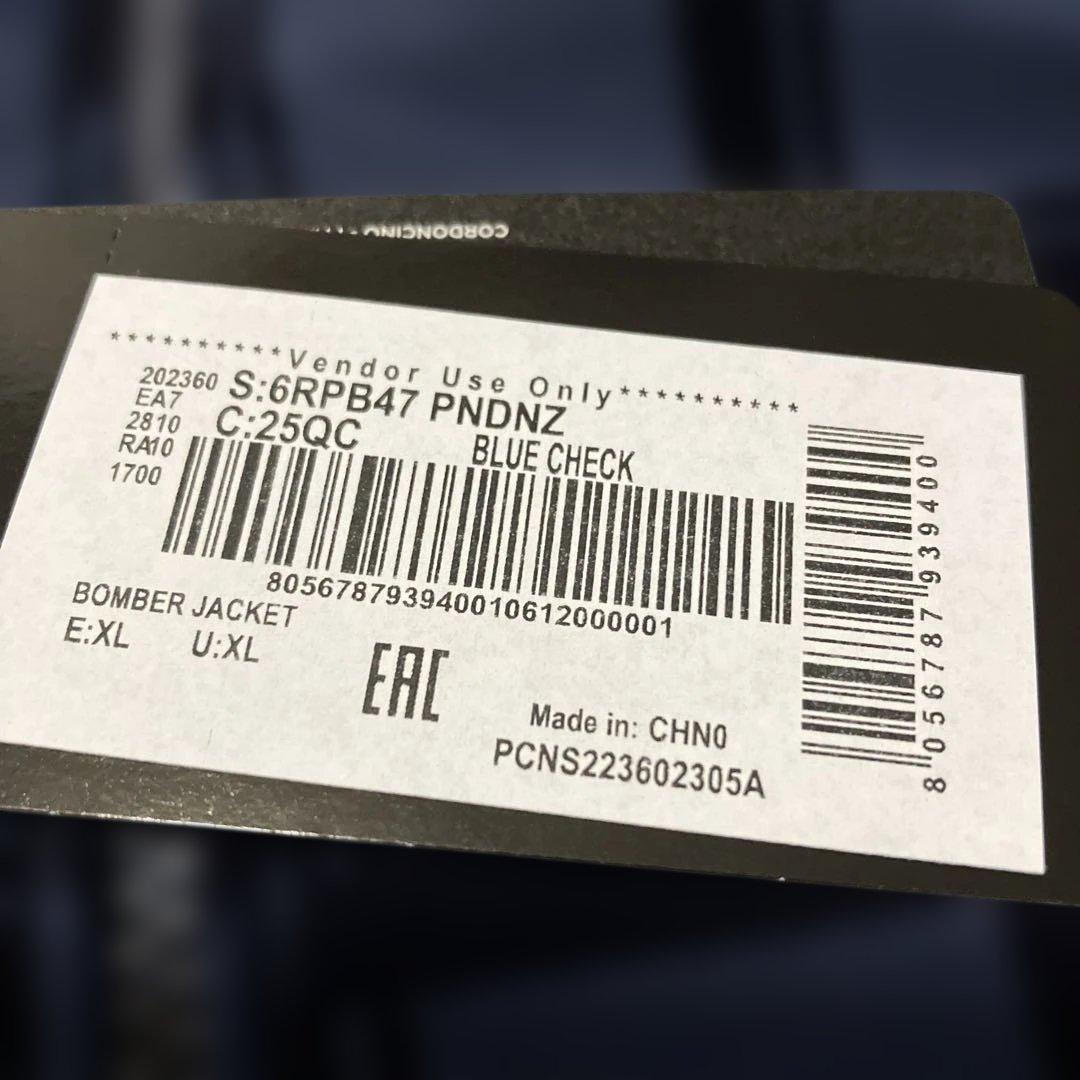 CORDONCINO
**********Vendor Use Only**********
202360 S:6RPB47 PNDNZ
EA7
2810 C:25QC BLUE CHECK
RA10
1700
805678793940010612000001
BOMBER JACKET
E:XL U:XL
EAC
Made in: CHN0
PCNS223602305A
8056787939400